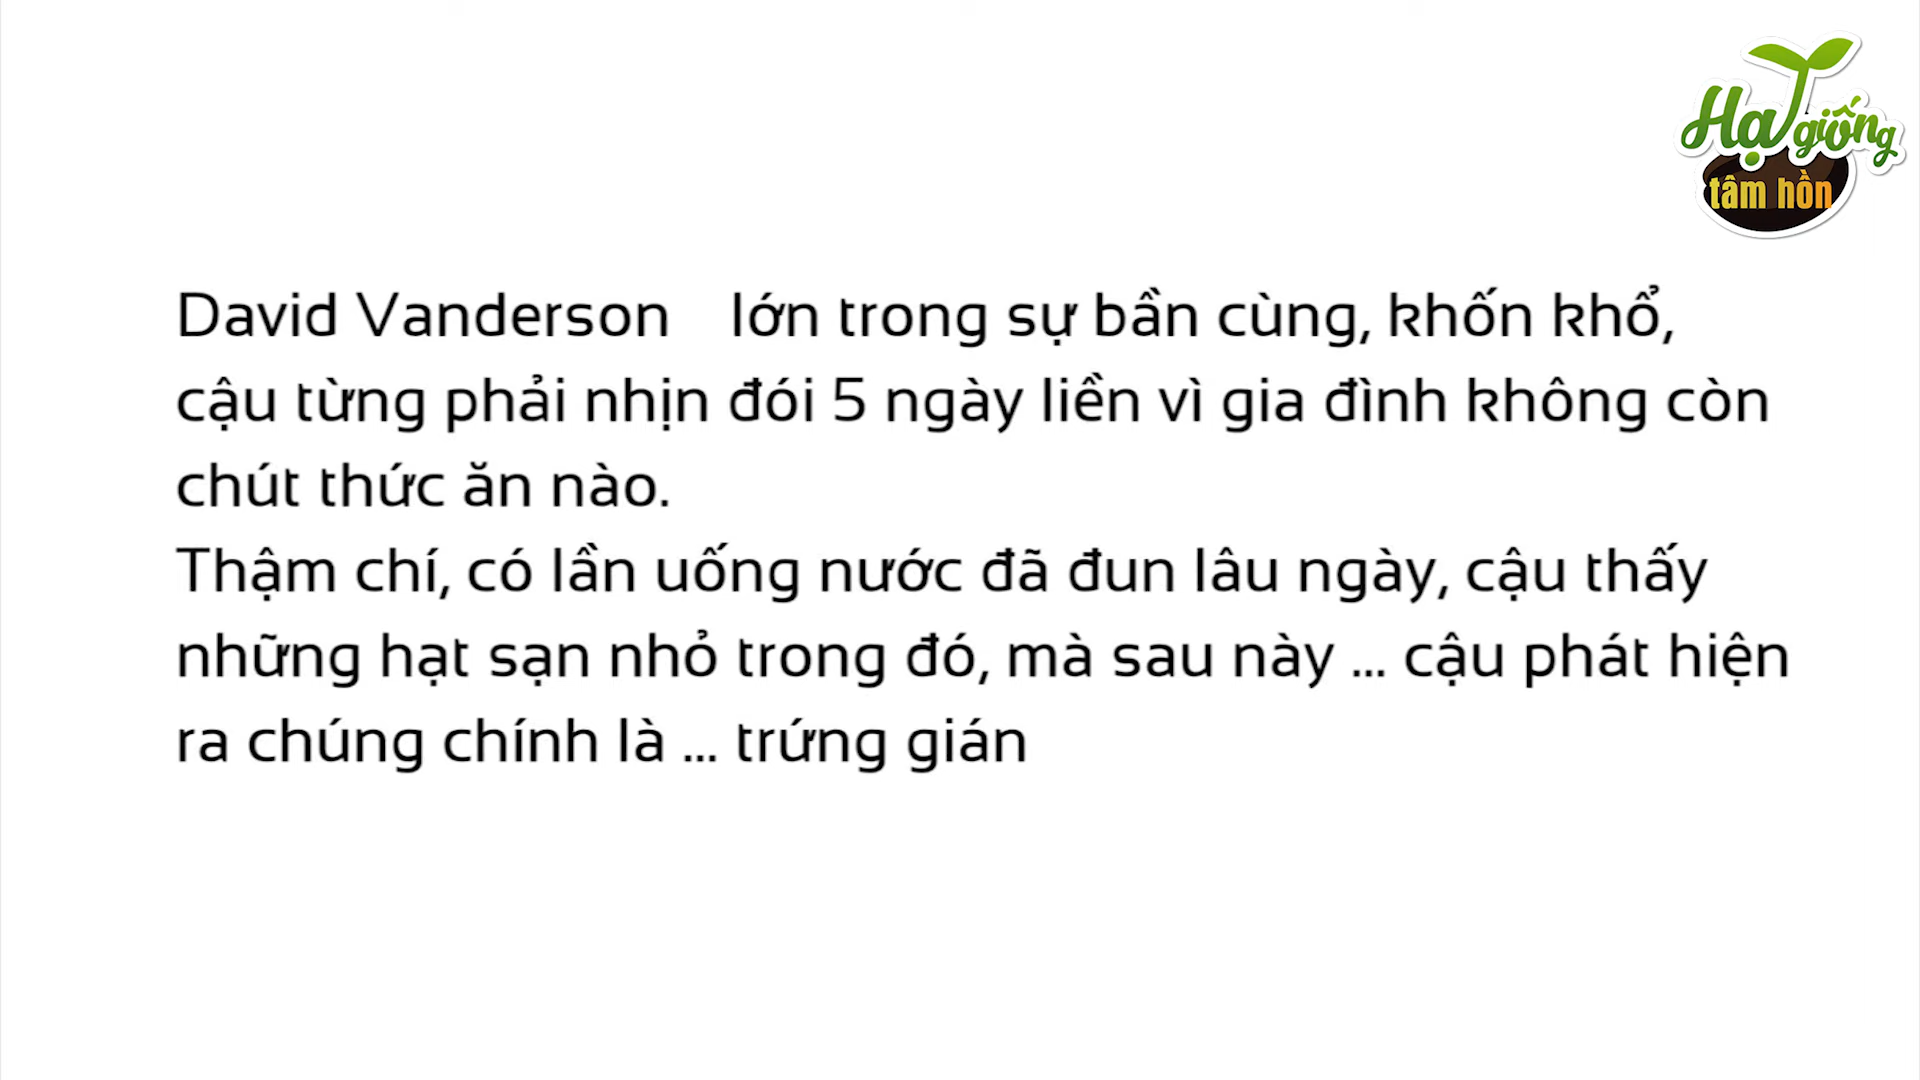 Hạt giống
tâm hồn
David Vanderson lớn trong sự bần cùng, khốn khổ,
cậu từng phải nhịn đói 5 ngày liền vì gia đình không còn
chút thức ăn nào.
Thậm chí, có lần uống nước đã đun lâu ngày, cậu thấy
những hạt sạn nhỏ trong đó, mà sau này ... cậu phát hiện
ra chúng chính là ... trứng gián